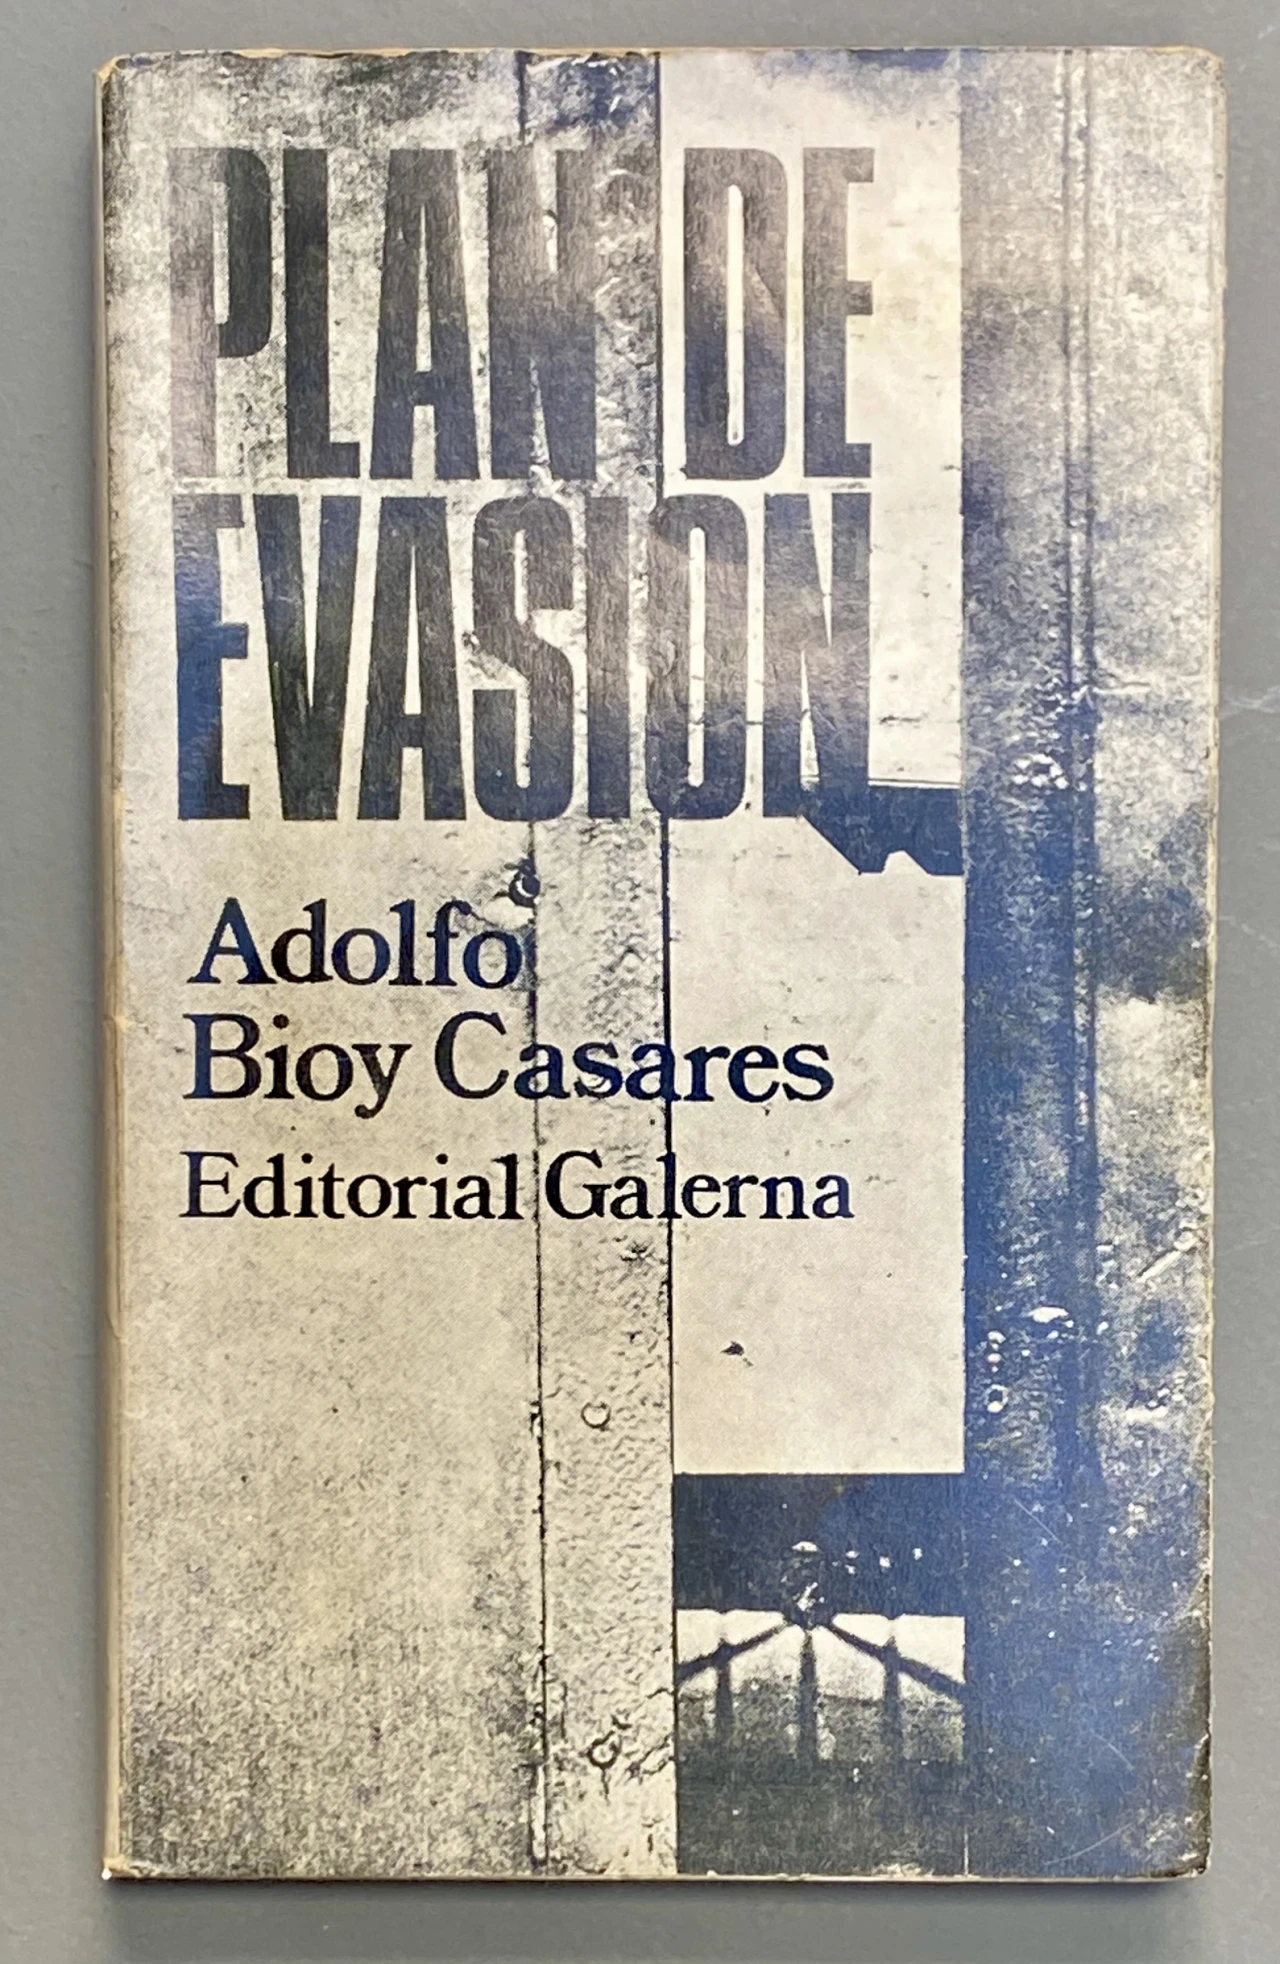 PLAN DE
EVASION
Adolfo
Bioy Casares
Editorial Galerna